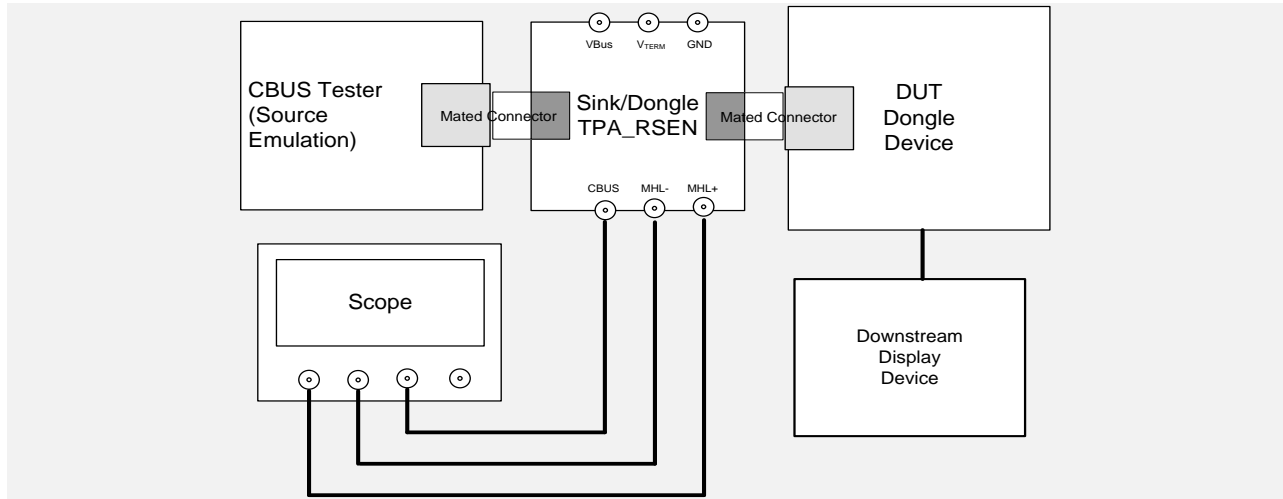 VBus VTERM GND
CBUS Tester
(Source
Emulation)
Mated Connector
Sink/Dongle
TPA_RSEN
Mated Connector
DUT
Dongle
Device
CBUS MHL- MHL+
Scope
Downstream
Display
Device